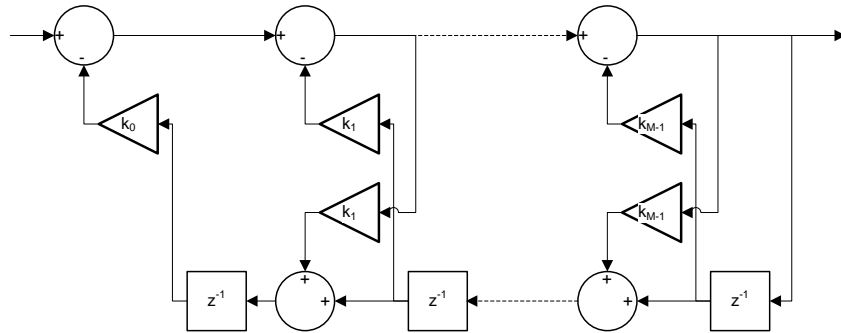 + + +
- - -
k₀ k₁ kM-1
k₁ kM-1
+ +
z⁻¹ + z⁻¹ + z⁻¹